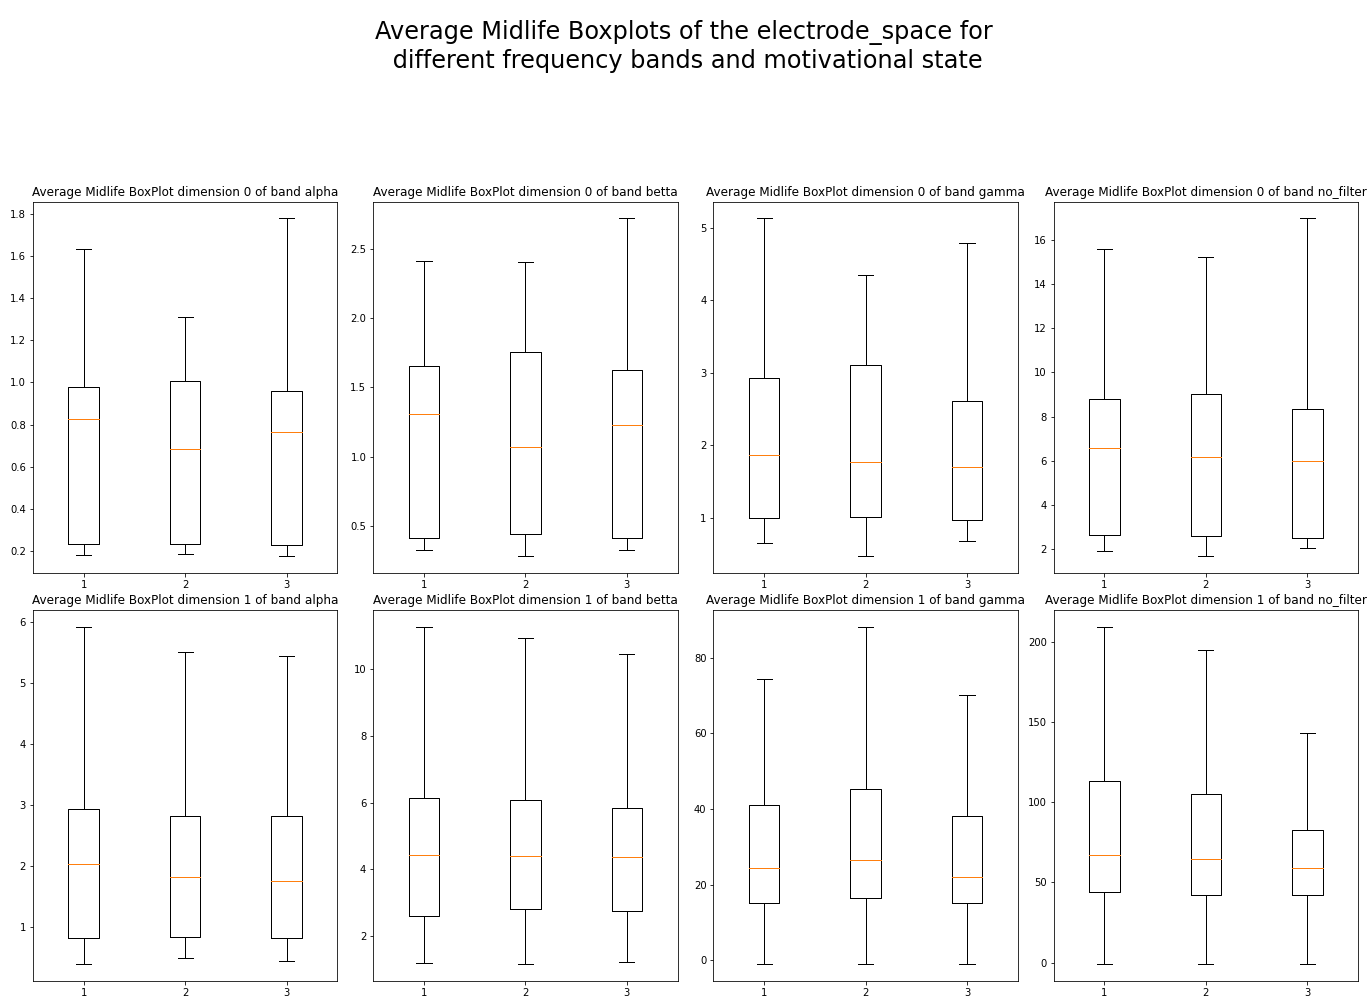 Average Midlife Boxplots of the electrode_space for
different frequency bands and motivational state
Average Midlife BoxPlot dimension 0 of band alpha
1.8
1.6
1.4
1.2
1.0
0.8
0.6
0.4
0.2
1 2 3
Average Midlife BoxPlot dimension 0 of band betta
2.5
2.0
1.5
1.0
0.5
1 2 3
Average Midlife BoxPlot dimension 0 of band gamma
5
4
3
2
1
1 2 3
Average Midlife BoxPlot dimension 0 of band no_filter
16
14
12
10
8
6
4
2
1 2 3
Average Midlife BoxPlot dimension 1 of band alpha
6
5
4
3
2
1
1 2 3
Average Midlife BoxPlot dimension 1 of band betta
10
8
6
4
2
1 2 3
Average Midlife BoxPlot dimension 1 of band gamma
80
60
40
20
0
1 2 3
Average Midlife BoxPlot dimension 1 of band no_filter
200
150
100
50
0
1 2 3